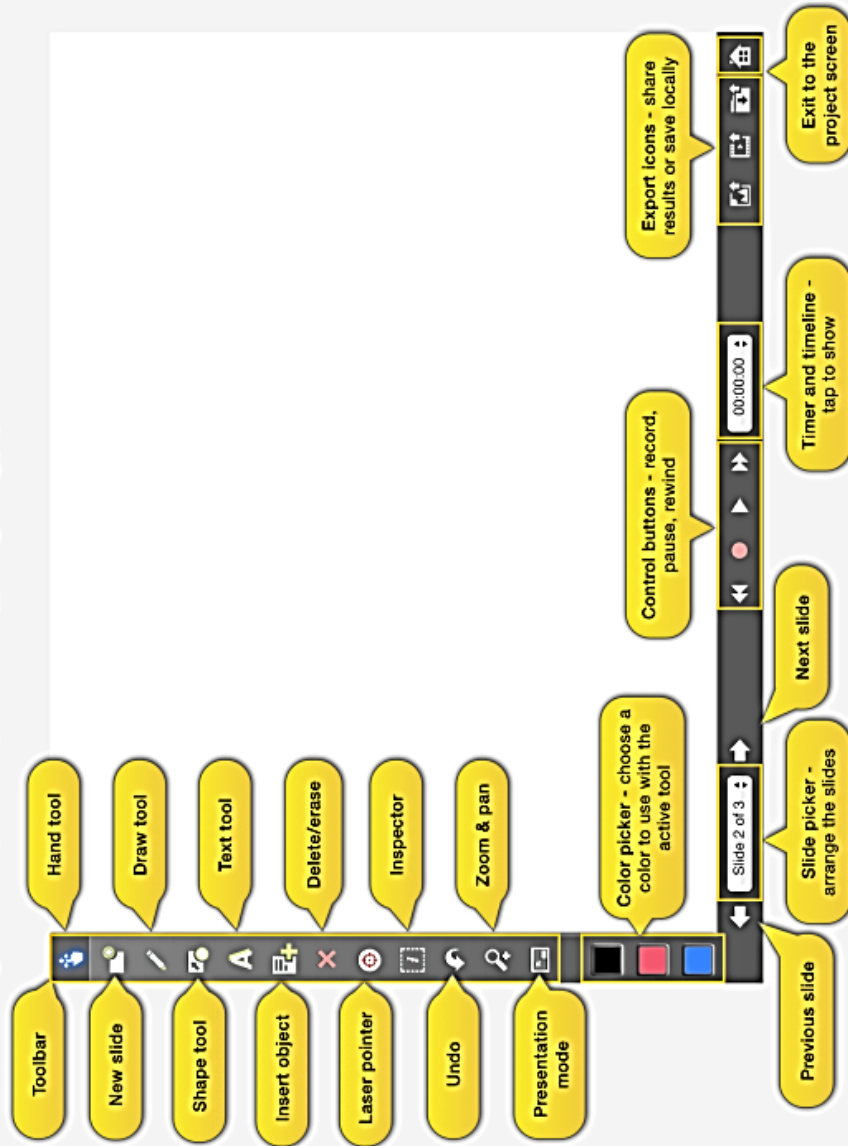 Toolbar
Hand tool
New slide
Draw tool
Shape tool
Text tool
Insert object
Delete/erase
Laser pointer
Inspector
Undo
Zoom & pan
Presentation
mode
Color picker - choose a
color to use with the
active tool
Control buttons - record,
pause, rewind
Export icons - share
results or save locally
Slide 2 of 3
00:00:00
Previous slide
Slide picker -
arrange the slides
Next slide
Timer and timeline -
tap to show
Exit to the
project screen